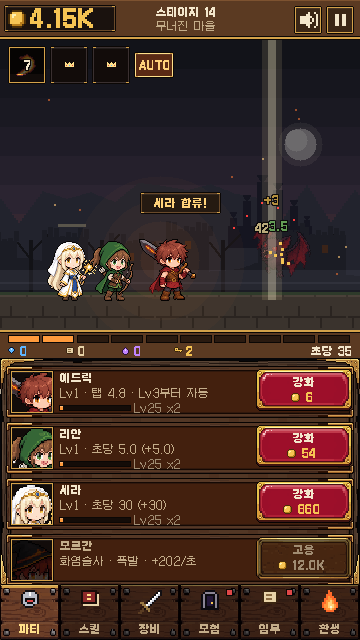 4.15K
스테이지 14
무너진 마을
7
AUTO
세라 합류!
+3
423.5
0
0
0
2
초당 35
에드릭
Lv1 · 탭 4.8 · Lv3부터 자동
Lv25 x2
강화
6
리안
Lv1 · 초당 5.0 (+5.0)
Lv25 x2
강화
54
세라
Lv1 · 초당 30 (+30)
Lv25 x2
강화
860
모르간
화염술사 · 폭발 · +202/초
고용
12.0K
파티
스킬
장비
모험
임무
환생